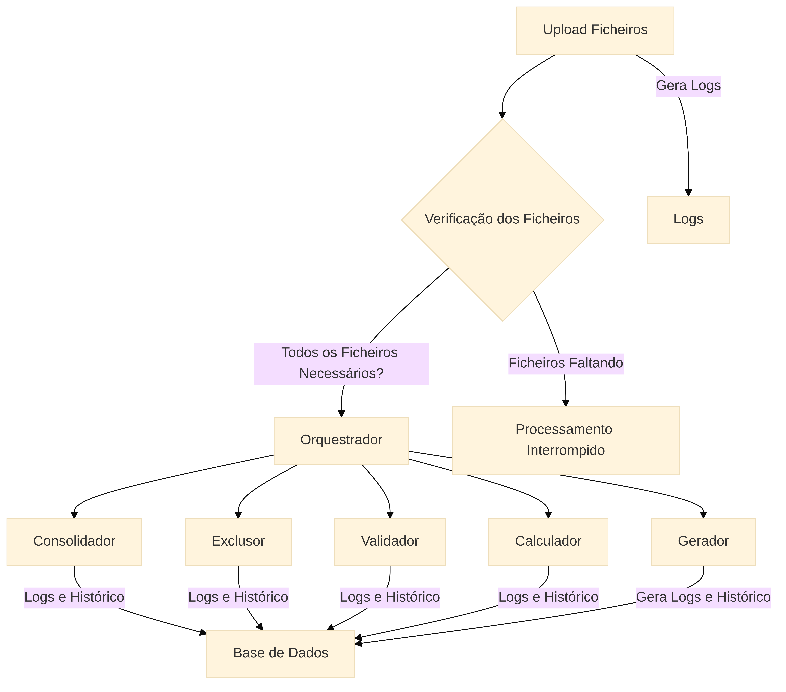 Upload Ficheiros
Gera Logs
Verificação dos Ficheiros
Logs
Todos os Ficheiros
Necessários?
Ficheiros Faltando
Orquestrador
Processamento
Interrompido
Consolidador
Exclusor
Validador
Calculador
Gerador
Logs e Histórico
Logs e Histórico
Logs e Histórico
Logs e Histórico
Gera Logs e Histórico
Base de Dados